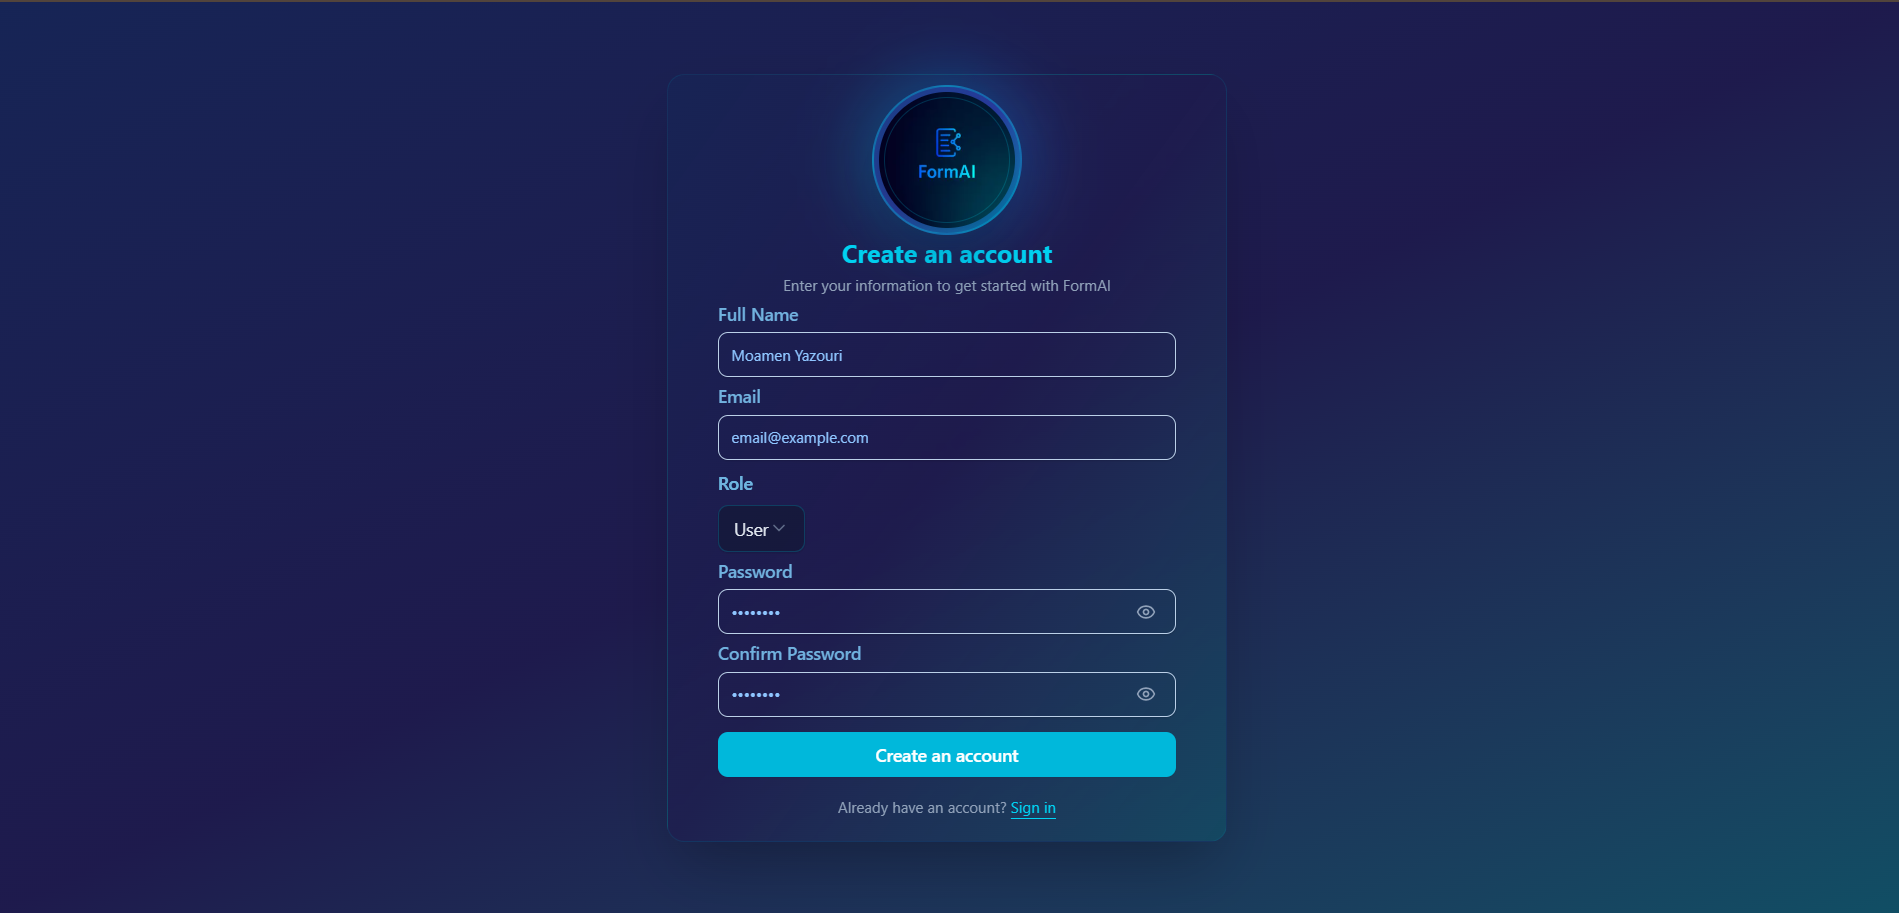 FormAI
Create an account
Enter your information to get started with FormAI
Full Name
Moamen Yazouri
Email
email@example.com
Role
User
Password
••••••••
Confirm Password
••••••••
Create an account
Already have an account? Sign in